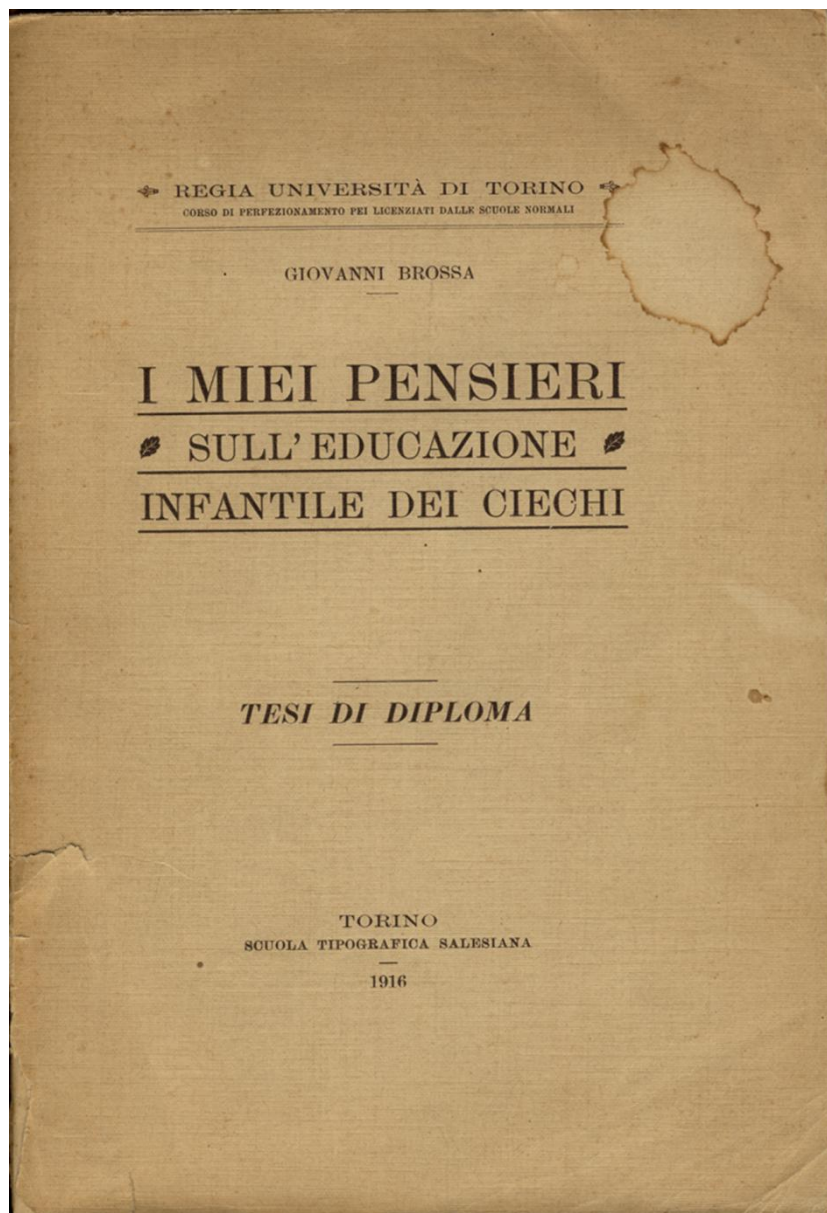 REGIA UNIVERSITÀ DI TORINO
CORSO DI PERFEZIONAMENTO PEI LICENZIATI DALLE SCUOLE NORMALI
GIOVANNI BROSSA
I MIEI PENSIERI
SULL'EDUCAZIONE
INFANTILE DEI CIECHI
TESI DI DIPLOMA
TORINO
SCUOLA TIPOGRAFICA SALESIANA
1916